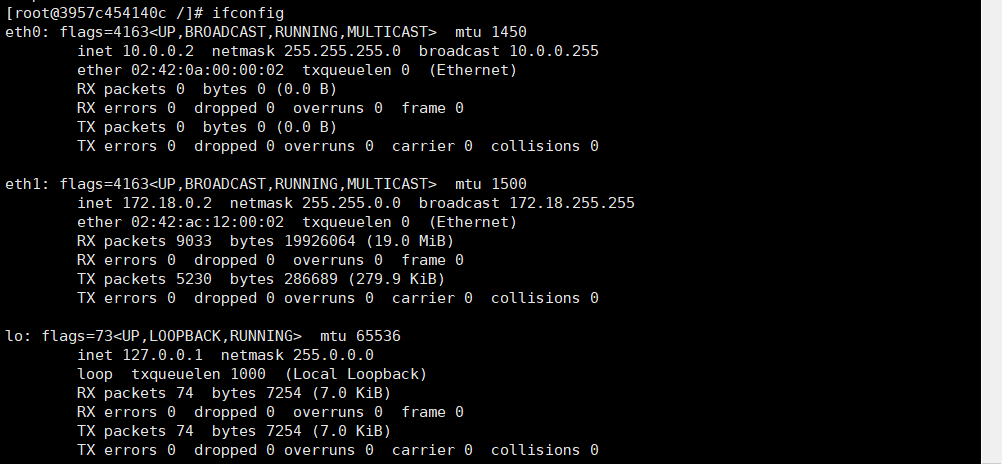 [root@3957c454140c /]# ifconfig
eth0: flags=4163<UP,BROADCAST,RUNNING,MULTICAST>  mtu 1450
        inet 10.0.0.2  netmask 255.255.255.0  broadcast 10.0.0.255
        ether 02:42:0a:00:00:02  txqueuelen 0  (Ethernet)
        RX packets 0  bytes 0 (0.0 B)
        RX errors 0  dropped 0  overruns 0  frame 0
        TX packets 0  bytes 0 (0.0 B)
        TX errors 0  dropped 0 overruns 0  carrier 0  collisions 0

eth1: flags=4163<UP,BROADCAST,RUNNING,MULTICAST>  mtu 1500
        inet 172.18.0.2  netmask 255.255.0.0  broadcast 172.18.255.255
        ether 02:42:ac:12:00:02  txqueuelen 0  (Ethernet)
        RX packets 9033  bytes 19926064 (19.0 MiB)
        RX errors 0  dropped 0  overruns 0  frame 0
        TX packets 5230  bytes 286689 (279.9 KiB)
        TX errors 0  dropped 0 overruns 0  carrier 0  collisions 0

lo: flags=73<UP,LOOPBACK,RUNNING>  mtu 65536
        inet 127.0.0.1  netmask 255.0.0.0
        loop  txqueuelen 1000  (Local Loopback)
        RX packets 74  bytes 7254 (7.0 KiB)
        RX errors 0  dropped 0  overruns 0  frame 0
        TX packets 74  bytes 7254 (7.0 KiB)
        TX errors 0  dropped 0 overruns 0  carrier 0  collisions 0